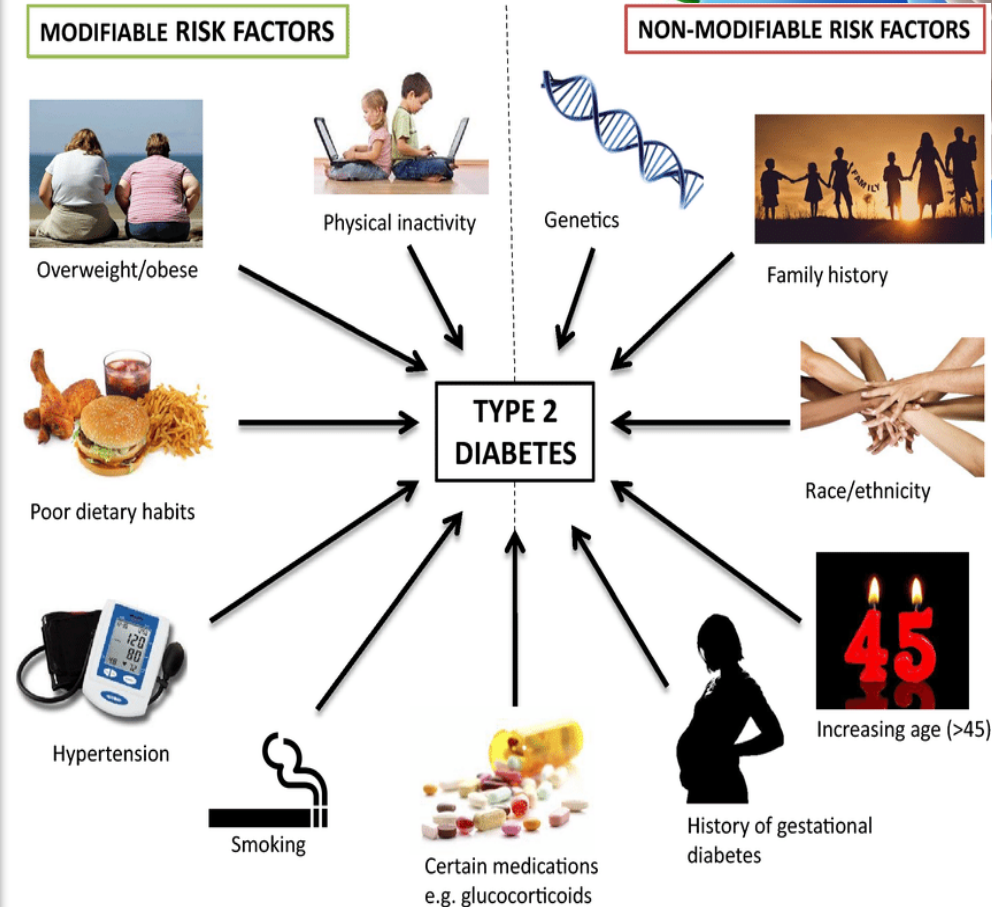 MODIFIABLE RISK FACTORS
NON-MODIFIABLE RISK FACTORS
Physical inactivity
Genetics
FAMILY
Overweight/obese
Family history
TYPE 2
DIABETES
Poor dietary habits
Race/ethnicity
120
80
45
Hypertension
Increasing age (>45)
Smoking
History of gestational
diabetes
Certain medications
e.g. glucocorticoids